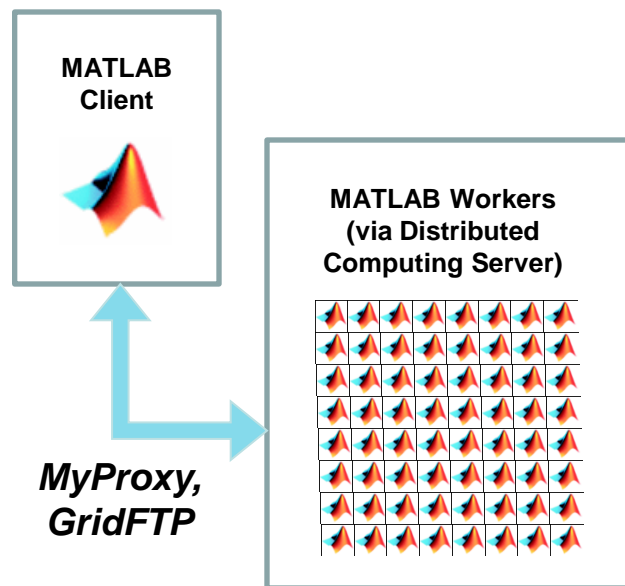 MATLAB
Client
MATLAB Workers
(via Distributed
Computing Server)
MyProxy,
GridFTP